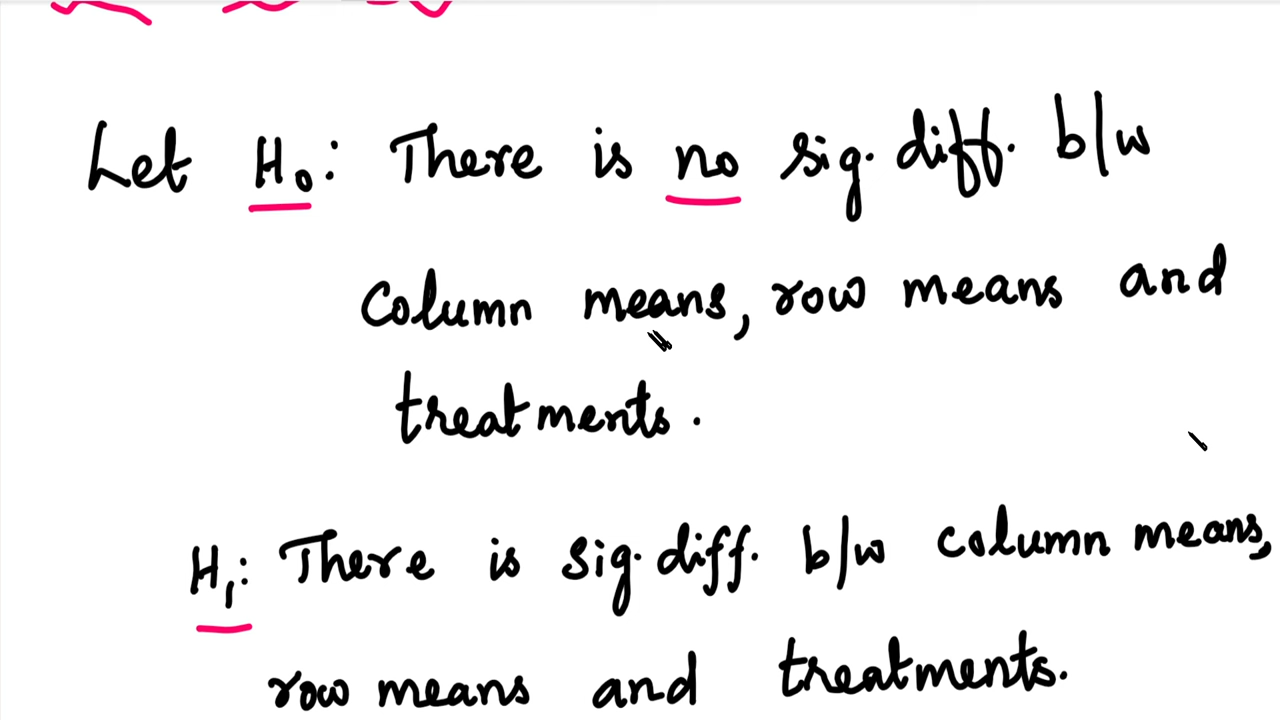 Let H₀: There is no sig. diff. b/w
column means, row means and
treatments.
H₁: There is sig. diff. b/w column means,
row means and treatments.